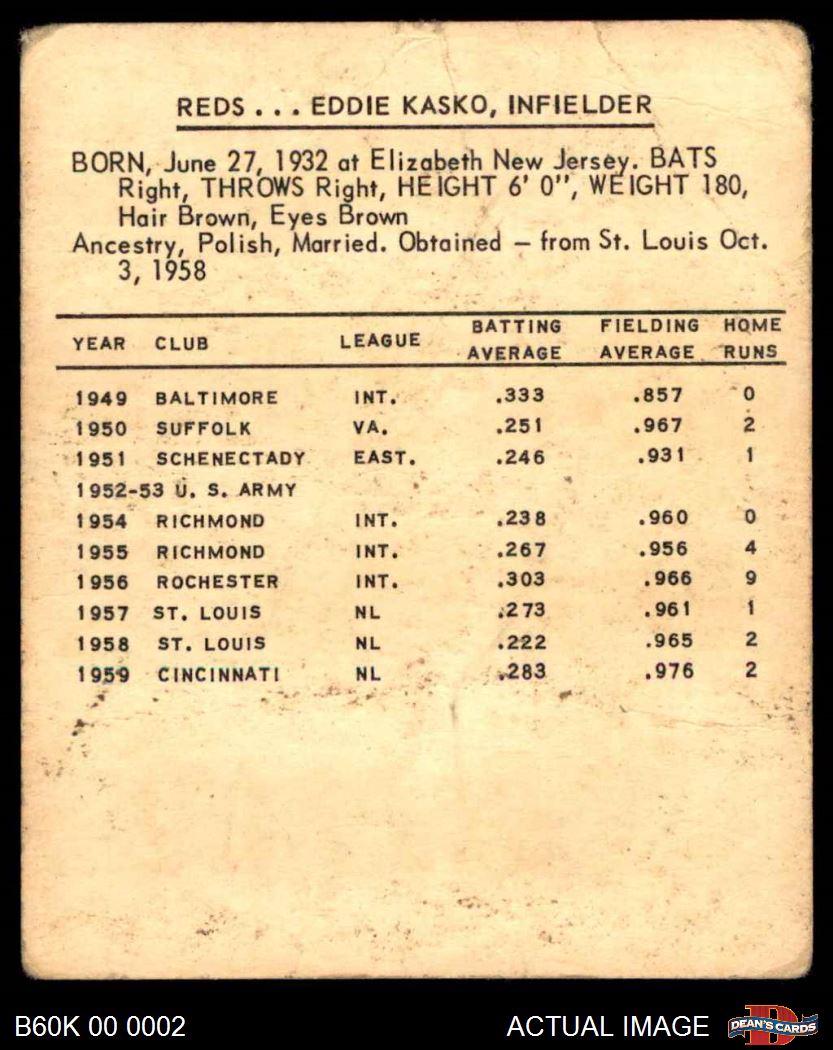 REDS . . . EDDIE KASKO, INFIELDER
BORN, June 27, 1932 at Elizabeth New Jersey. BATS
Right, THROWS Right, HEIGHT 6' 0", WEIGHT 180,
Hair Brown, Eyes Brown
Ancestry, Polish, Married. Obtained – from St. Louis Oct.
3, 1958
YEAR CLUB LEAGUE BATTING AVERAGE FIELDING AVERAGE HOME RUNS
1949 BALTIMORE INT. .333 .857 0
1950 SUFFOLK VA. .251 .967 2
1951 SCHENECTADY EAST. .246 .931 1
1952-53 U. S. ARMY
1954 RICHMOND INT. .238 .960 0
1955 RICHMOND INT. .267 .956 4
1956 ROCHESTER INT. .303 .966 9
1957 ST. LOUIS NL .273 .961 1
1958 ST. LOUIS NL .222 .965 2
1959 CINCINNATI NL .283 .976 2
B60K 00 0002 ACTUAL IMAGE DEAN'S CARDS